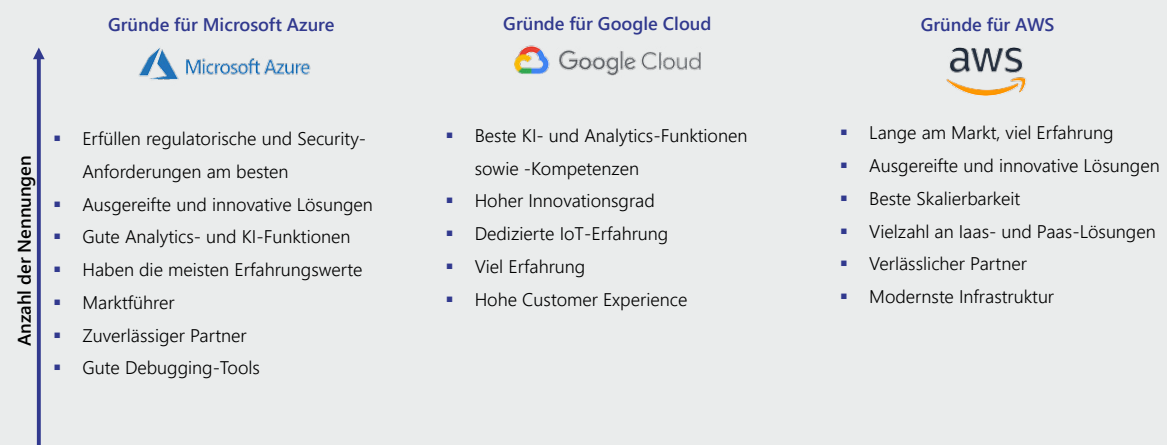 Gründe für Microsoft Azure
Microsoft Azure
Erfüllen regulatorische und Security-
Anforderungen am besten
Ausgereifte und innovative Lösungen
Gute Analytics- und KI-Funktionen
Haben die meisten Erfahrungswerte
Marktführer
Zuverlässiger Partner
Gute Debugging-Tools
Gründe für Google Cloud
Google Cloud
Beste KI- und Analytics-Funktionen
sowie -Kompetenzen
Hoher Innovationsgrad
Dedizierte IoT-Erfahrung
Viel Erfahrung
Hohe Customer Experience
Gründe für AWS
aws
Lange am Markt, viel Erfahrung
Ausgereifte und innovative Lösungen
Beste Skalierbarkeit
Vielzahl an Iaas- und Paas-Lösungen
Verlässlicher Partner
Modernste Infrastruktur
Anzahl der Nennungen